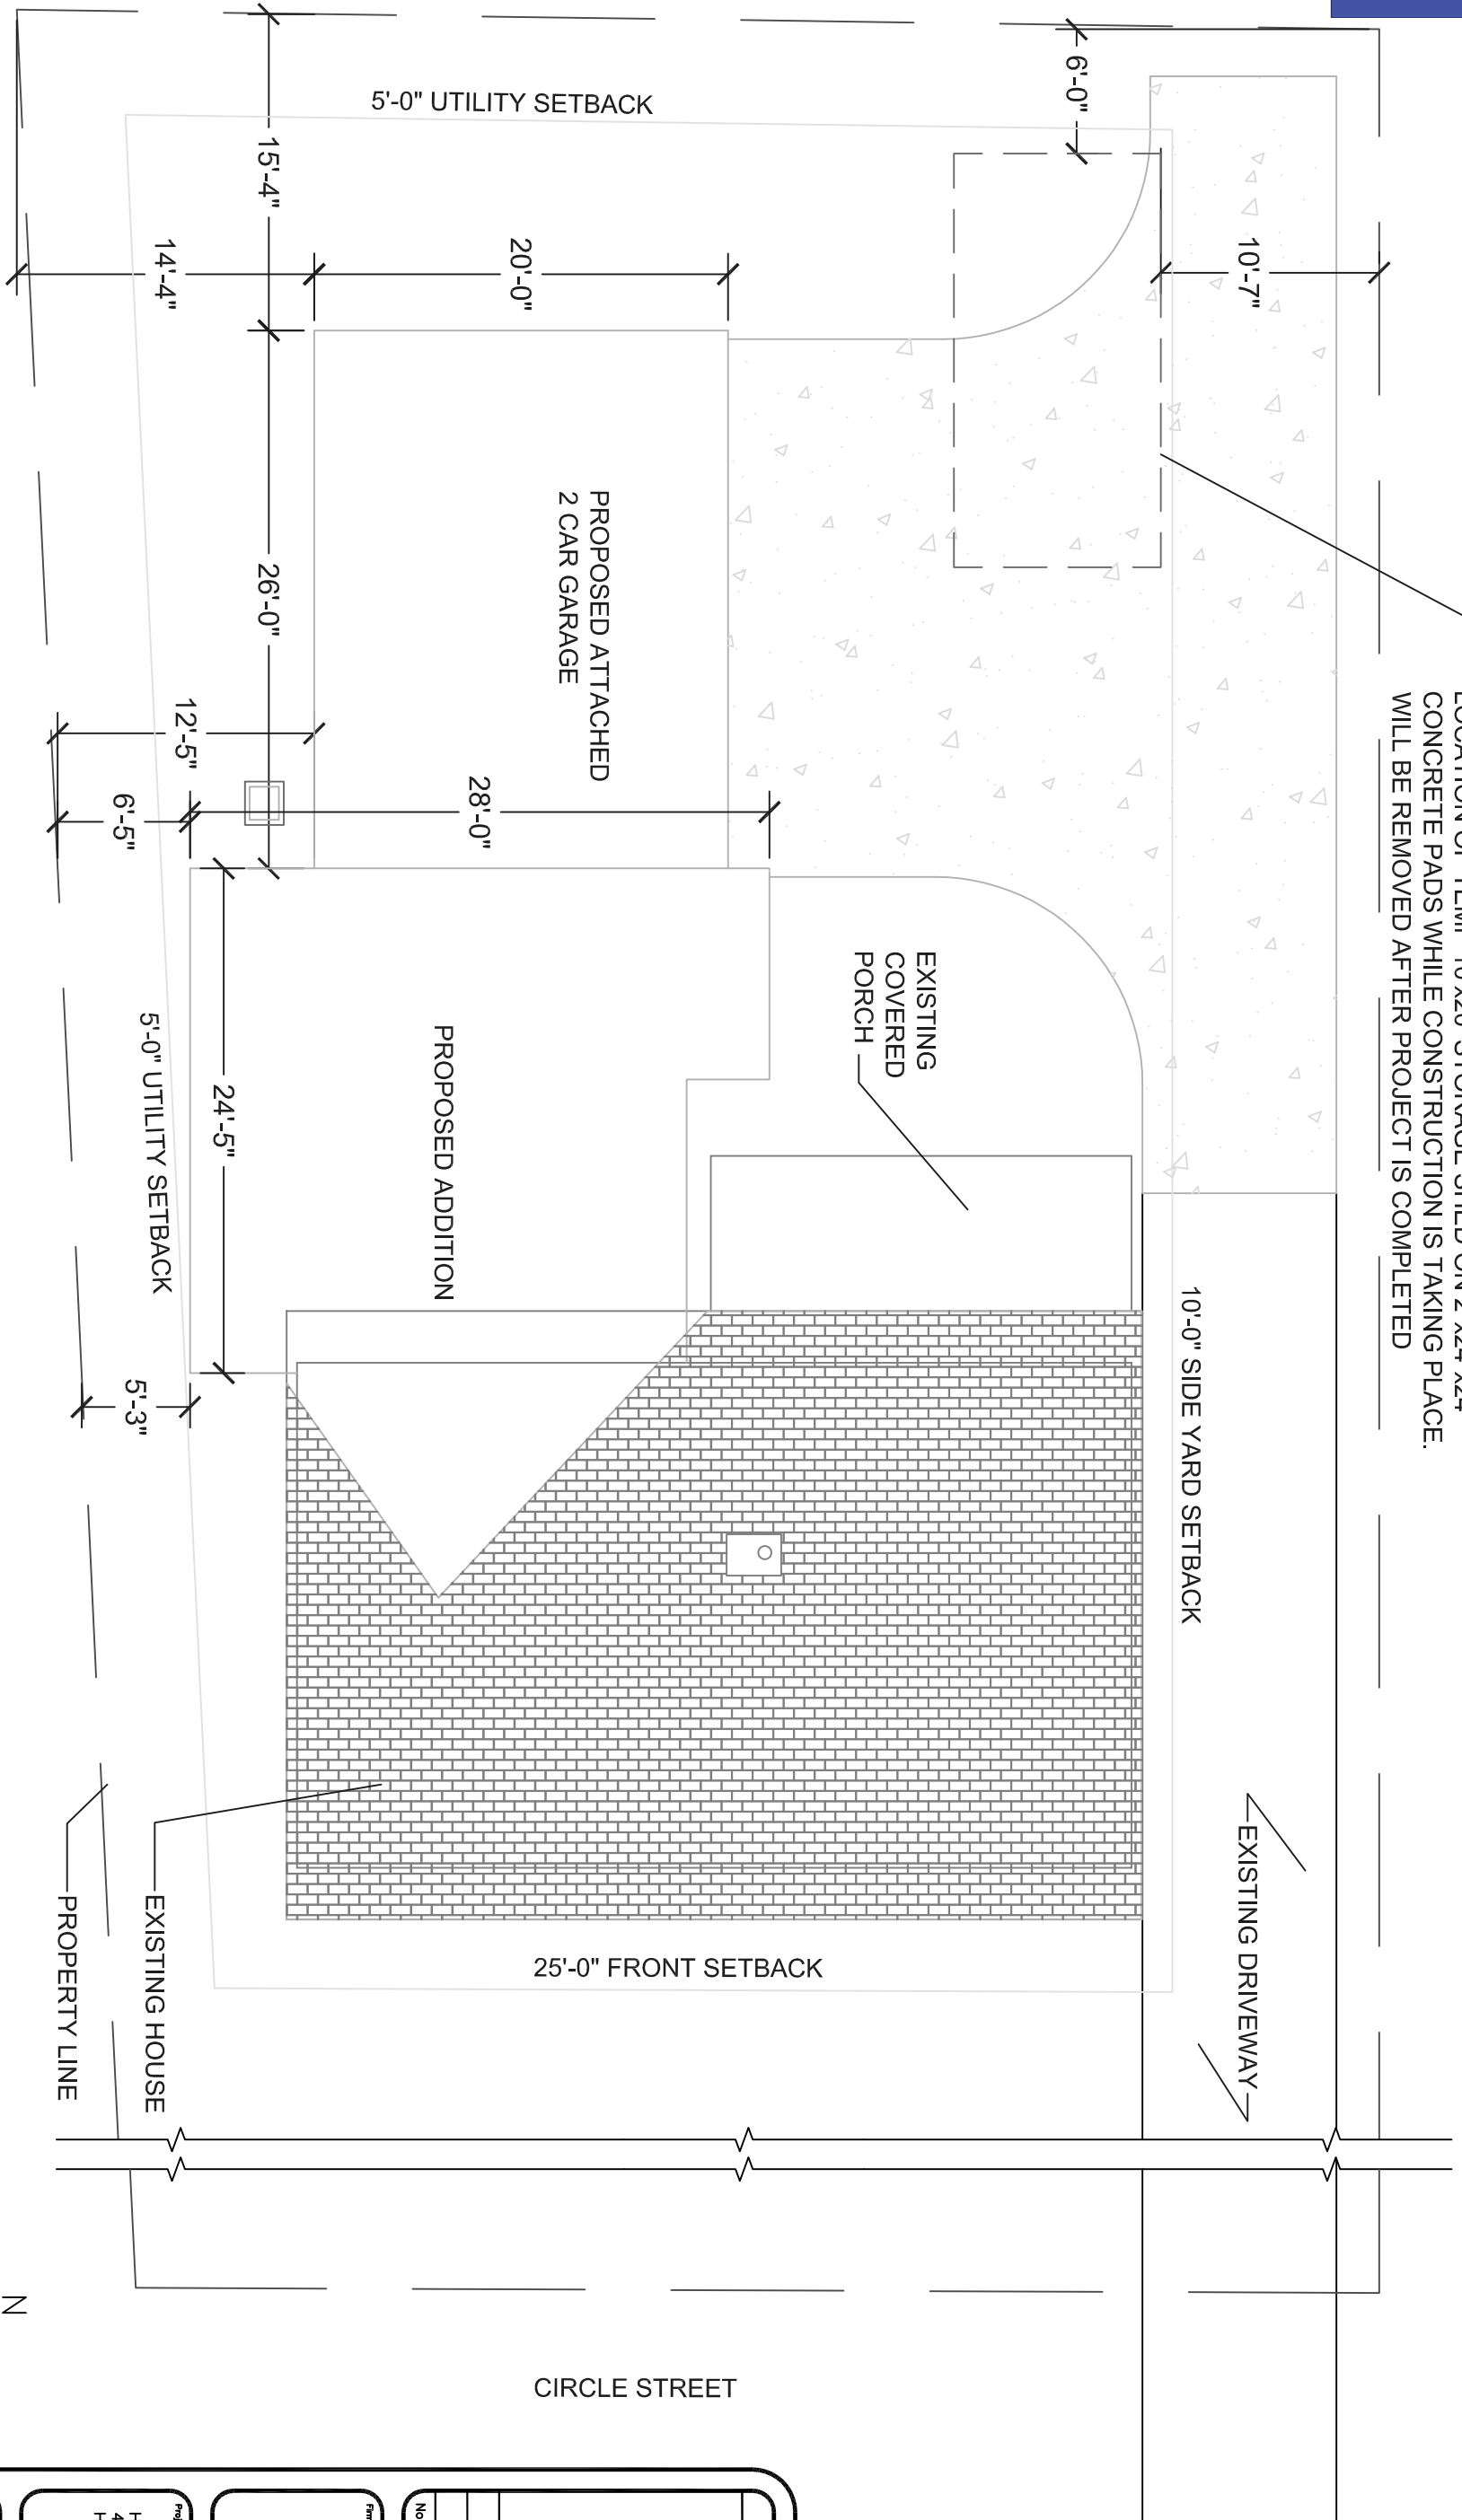 5'-0" UTILITY SETBACK
6'-0"
15'-4"
14'-4"
20'-0"
10'-7"
PROPOSED ATTACHED
2 CAR GARAGE
26'-0"
12'-5"
6'-5"
28'-0"
CONCRETE PADS WHILE CONSTRUCTION IS TAKING PLACE.
WILL BE REMOVED AFTER PROJECT IS COMPLETED
EXISTING
COVERED
PORCH
PROPOSED ADDITION
24'-5"
5'-0" UTILITY SETBACK
5'-3"
10'-0" SIDE YARD SETBACK
EXISTING DRIVEWAY
EXISTING HOUSE
PROPERTY LINE
25'-0" FRONT SETBACK
N
CIRCLE STREET
No